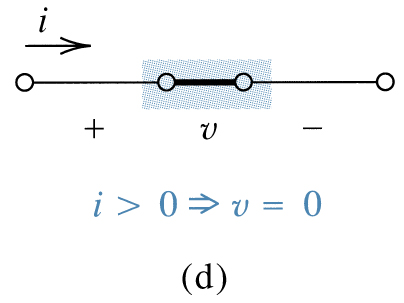 i
+ v −
i > 0 ⇒ v = 0
(d)